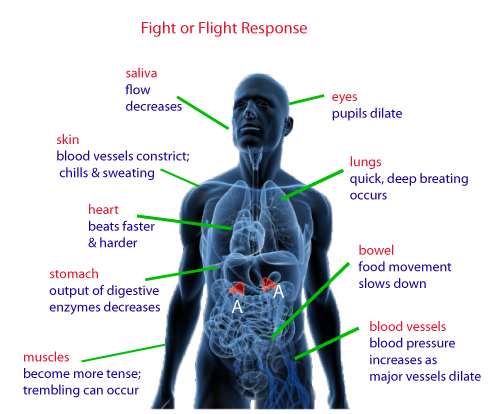 Fight or Flight Response
saliva
flow
decreases
eyes
pupils dilate
skin
blood vessels constrict;
chills & sweating
lungs
quick, deep breating
occurs
heart
beats faster
& harder
bowel
food movement
slows down
stomach
output of digestive
enzymes decreases
A
A
blood vessels
blood pressure
increases as
major vessels dilate
muscles
become more tense;
trembling can occur